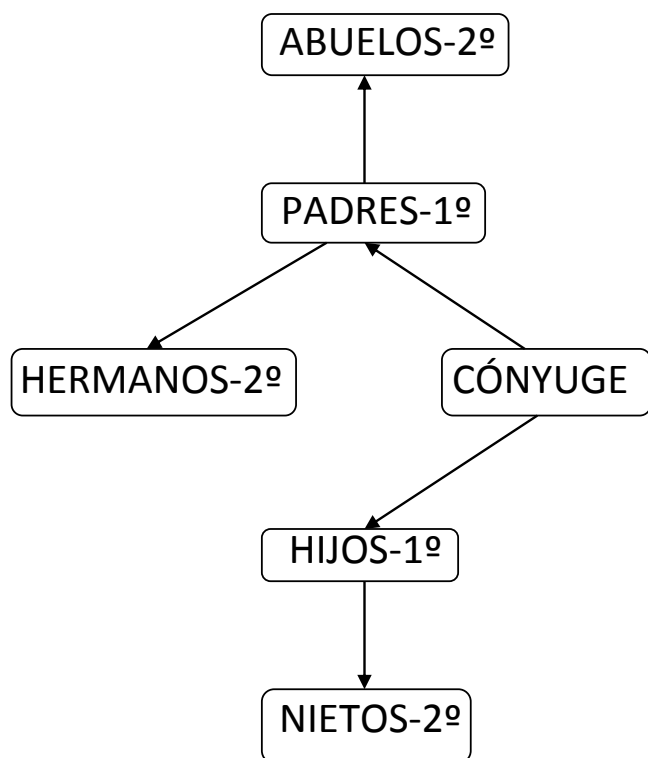 ABUELOS-2º
PADRES-1º
HERMANOS-2º
CÓNYUGE
HIJOS-1º
NIETOS-2º